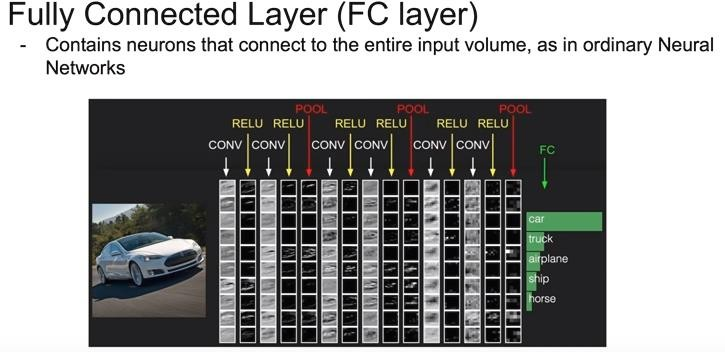 Fully Connected Layer (FC layer)
- Contains neurons that connect to the entire input volume, as in ordinary Neural
Networks
POOL POOL POOL
RELU RELU RELU RELU RELU RELU
CONV CONV CONV CONV CONV CONV FC
car
truck
airplane
ship
horse